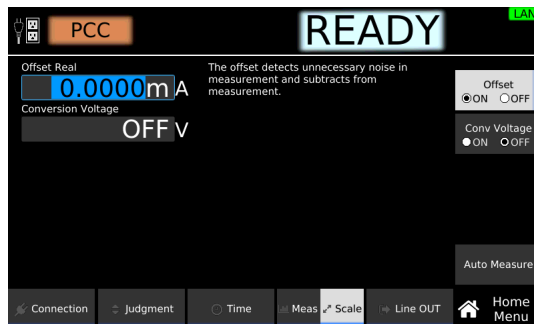 PCC
READY
LAN
Offset Real
0.0000m A
Conversion Voltage
OFF V
The offset detects unnecessary noise in
measurement and subtracts from
measurement.
Offset
ON OFF
Conv Voltage
ON OFF
Auto Measure
Connection
Judgment
Time
Meas
Scale
Line OUT
Home
Menu